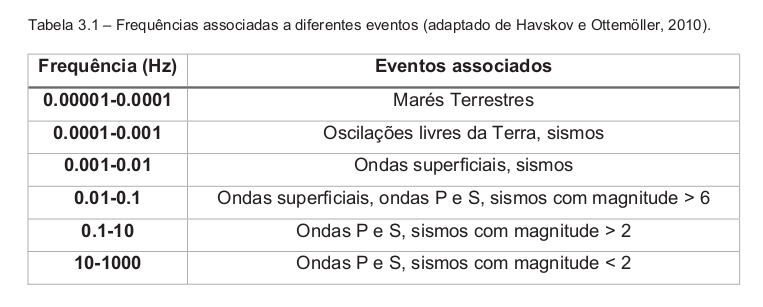 Tabela 3.1 – Frequências associadas a diferentes eventos (adaptado de Havskov e Ottemöller, 2010).
Frequência (Hz) Eventos associados
0.00001-0.0001 Marés Terrestres
0.0001-0.001 Oscilações livres da Terra, sismos
0.001-0.01 Ondas superficiais, sismos
0.01-0.1 Ondas superficiais, ondas P e S, sismos com magnitude > 6
0.1-10 Ondas P e S, sismos com magnitude > 2
10-1000 Ondas P e S, sismos com magnitude < 2